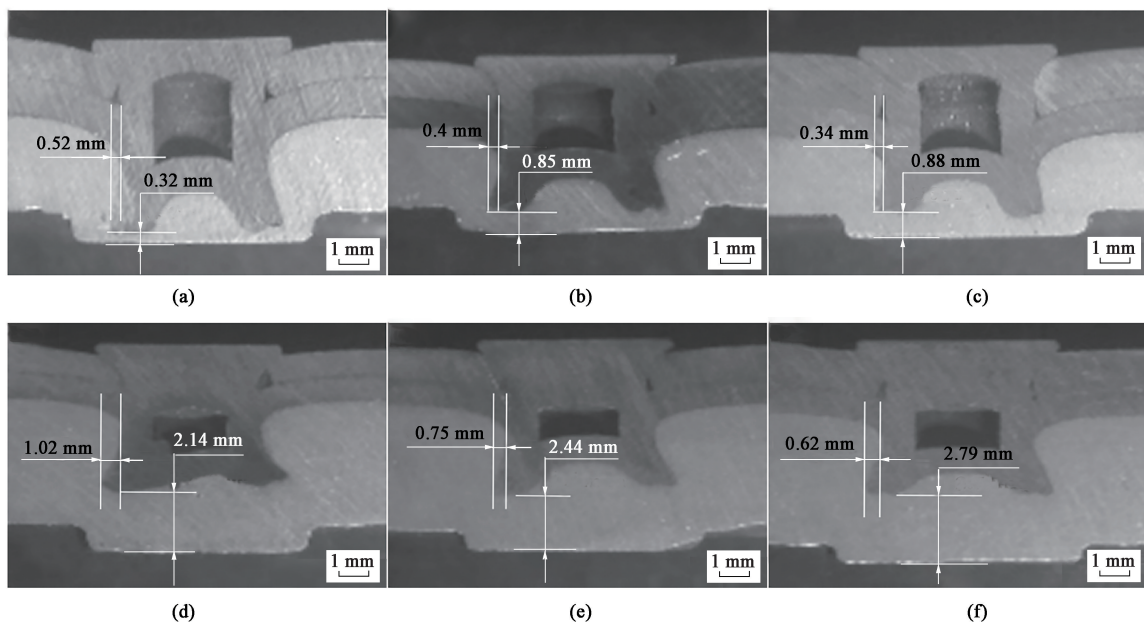 0.52 mm
0.32 mm
1 mm
(a)
0.4 mm
0.85 mm
1 mm
(b)
0.34 mm
0.88 mm
1 mm
(c)
1.02 mm
2.14 mm
1 mm
(d)
0.75 mm
2.44 mm
1 mm
(e)
0.62 mm
2.79 mm
1 mm
(f)